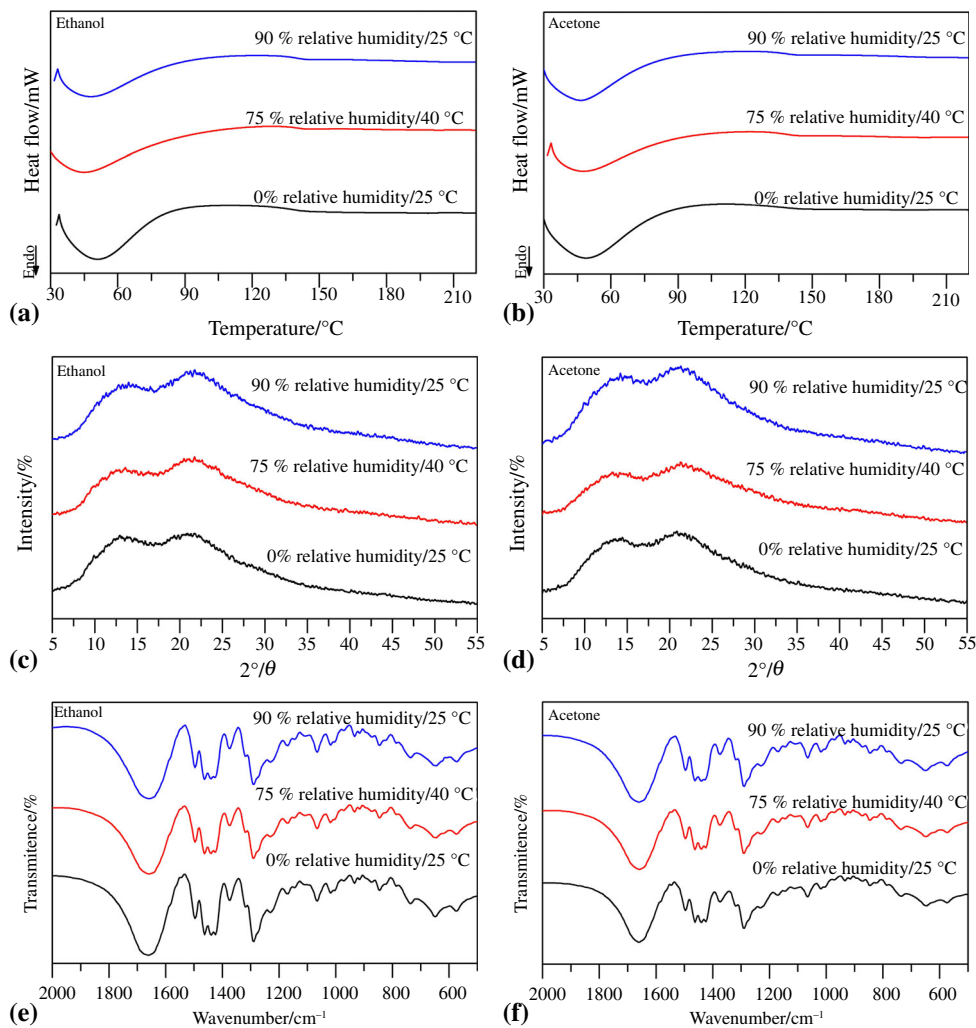 Ethanol
90 % relative humidity/25 °C
75 % relative humidity/40 °C
0% relative humidity/25 °C
Heat flow/mW
Endo
30 60 90 120 150 180 210
(a)
Temperature/°C
Acetone
90 % relative humidity/25 °C
75 % relative humidity/40 °C
0% relative humidity/25 °C
Heat flow/mW
Endo
30 60 90 120 150 180 210
(b)
Temperature/°C
Ethanol
90 % relative humidity/25 °C
75 % relative humidity/40 °C
0% relative humidity/25 °C
Intensity/%
5 10 15 20 25 30 35 40 45 50 55
(c)
2°/θ
Acetone
90 % relative humidity/25 °C
75 % relative humidity/40 °C
0% relative humidity/25 °C
Intensity/%
5 10 15 20 25 30 35 40 45 50 55
(d)
2°/θ
Ethanol
90 % relative humidity/25 °C
75 % relative humidity/40 °C
0% relative humidity/25 °C
Transmitence/%
2000 1800 1600 1400 1200 1000 800 600
(e)
Wavenumber/cm⁻¹
Acetone
90 % relative humidity/25 °C
75 % relative humidity/40 °C
0% relative humidity/25 °C
Transmitence/%
2000 1800 1600 1400 1200 1000 800 600
(f)
Wavenumber/cm⁻¹